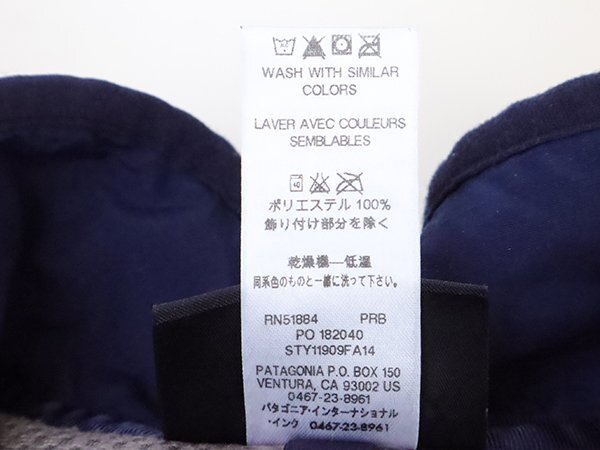 WASH WITH SIMILAR
COLORS
LAVER AVEC COULEURS
SEMBLABLES
40
ポリエステル 100%
飾り付け部分を除く
乾燥機―低温
同系色のものと一緒に洗って下さい。
RN51884 PRB
PO 182040
STY11909FA14
PATAGONIA P.O. BOX 150
VENTURA, CA 93002 US
0467-23-8961
パタゴニア・インターナショナル
・インク 0467-23-8961